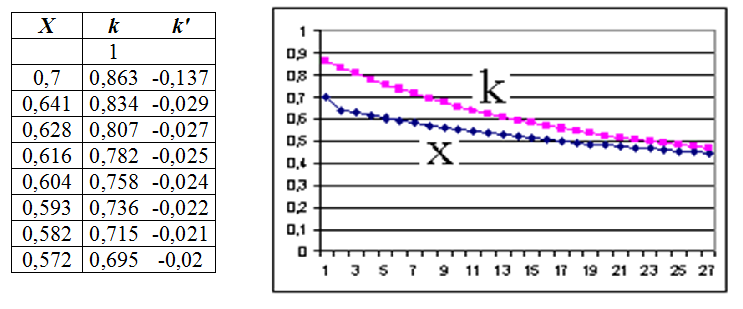 X k k'
1
0,7 0,863 -0,137
0,641 0,834 -0,029
0,628 0,807 -0,027
0,616 0,782 -0,025
0,604 0,758 -0,024
0,593 0,736 -0,022
0,582 0,715 -0,021
0,572 0,695 -0,02
1
0,9
0,8
0,7
0,6
0,5
0,4
0,3
0,2
0,1
0
k
X
1 3 5 7 9 11 13 15 17 19 21 23 25 27